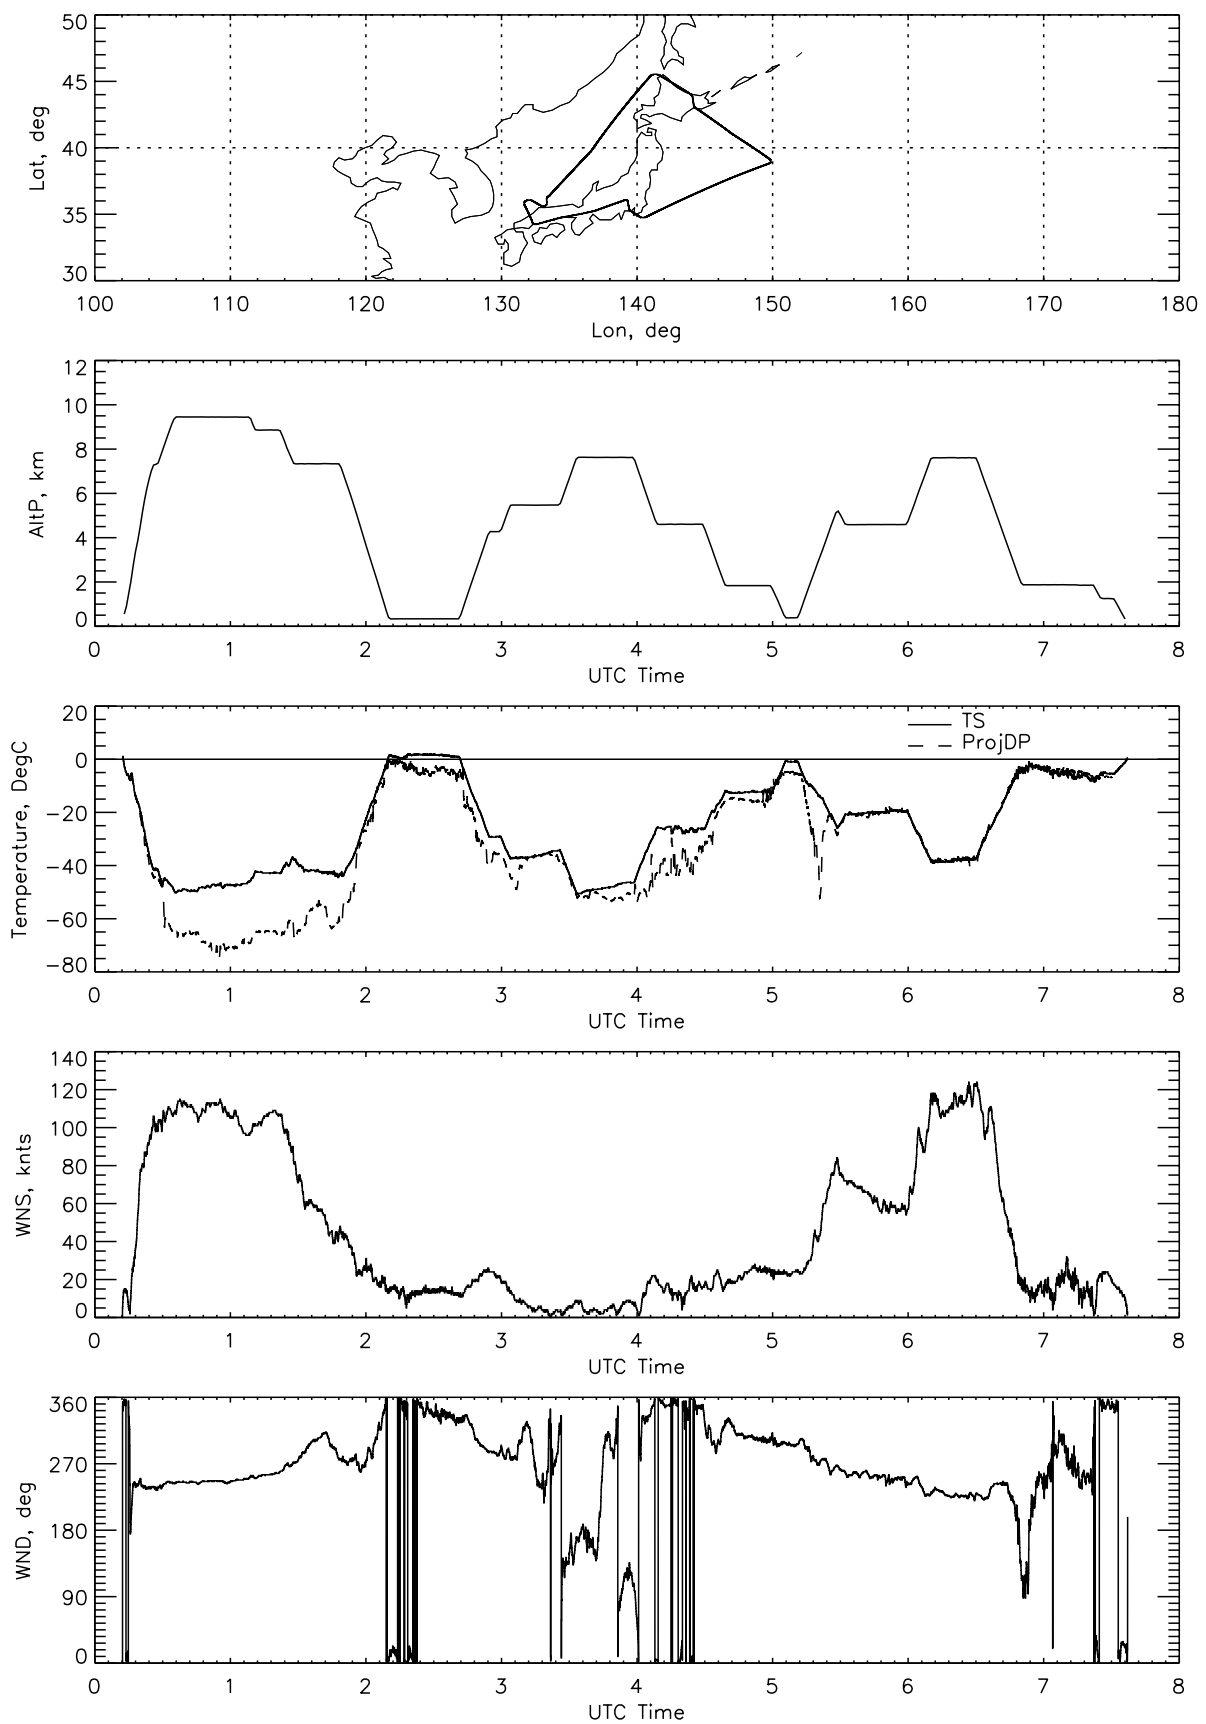 50
45
40
35
30
Lat, deg
100 110 120 130 140 150 160 170 180
Lon, deg
12
10
8
6
4
2
0
AltP, km
0 1 2 3 4 5 6 7 8
UTC Time
20
0
-20
-40
-60
-80
Temperature, DegC
TS
ProjDP
0 1 2 3 4 5 6 7 8
UTC Time
140
120
100
80
60
40
20
0
WNS, knts
0 1 2 3 4 5 6 7 8
UTC Time
360
270
180
90
0
WND, deg
0 1 2 3 4 5 6 7 8
UTC Time